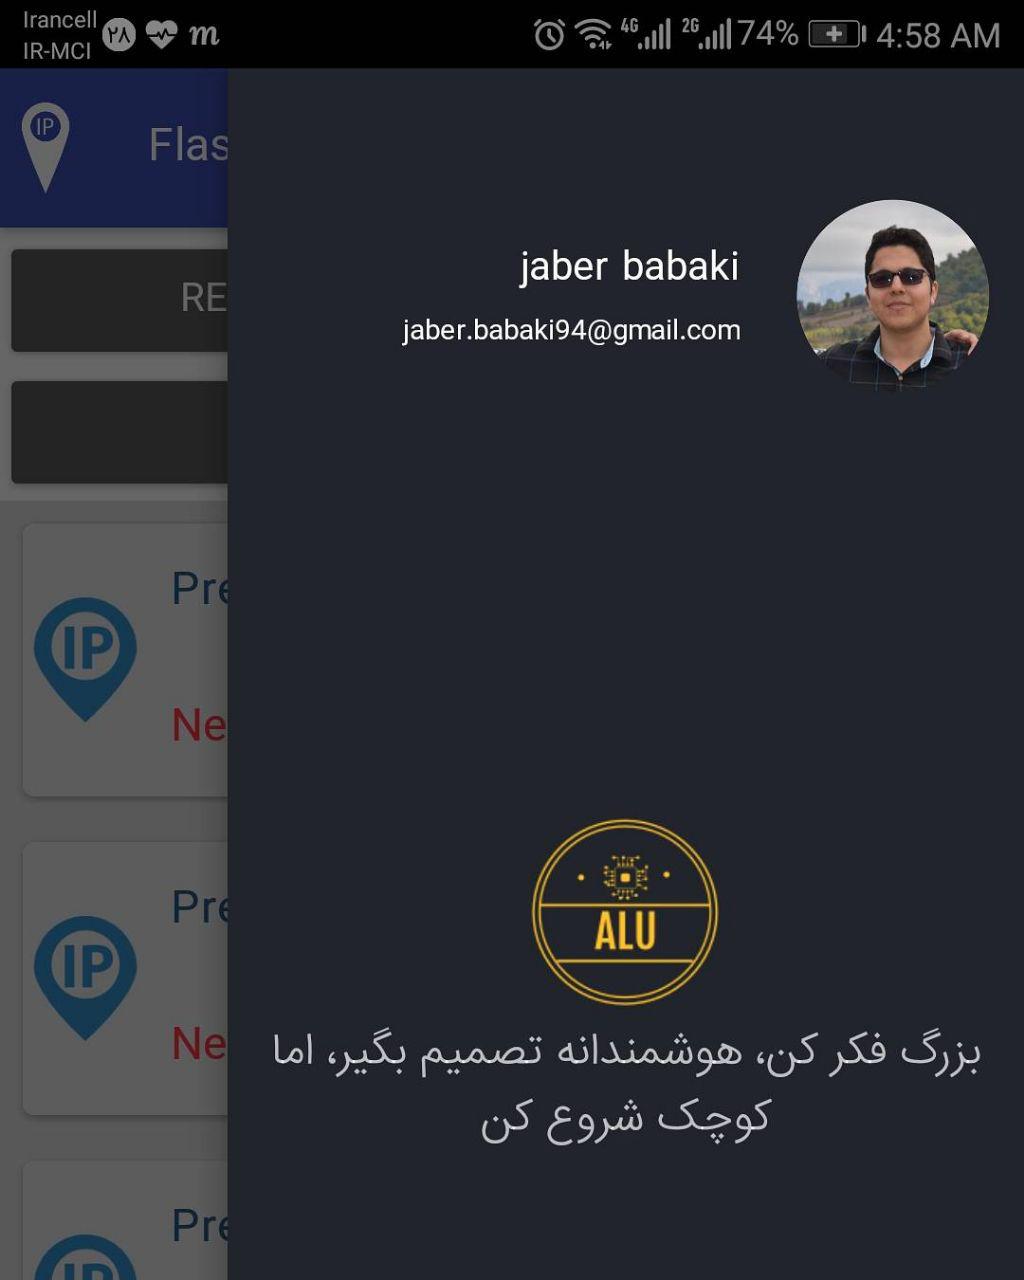 Irancell
IR-MCI
۲۸
m
4G
2G
74%
4:58 AM
IP
Flas
jaber babaki
jaber.babaki94@gmail.com
RE
Pre
IP
Ne
Pre
IP
Ne
ALU
بزرگ فکر کن، هوشمندانه تصمیم بگیر، اما
کوچک شروع کن
Pre
IP